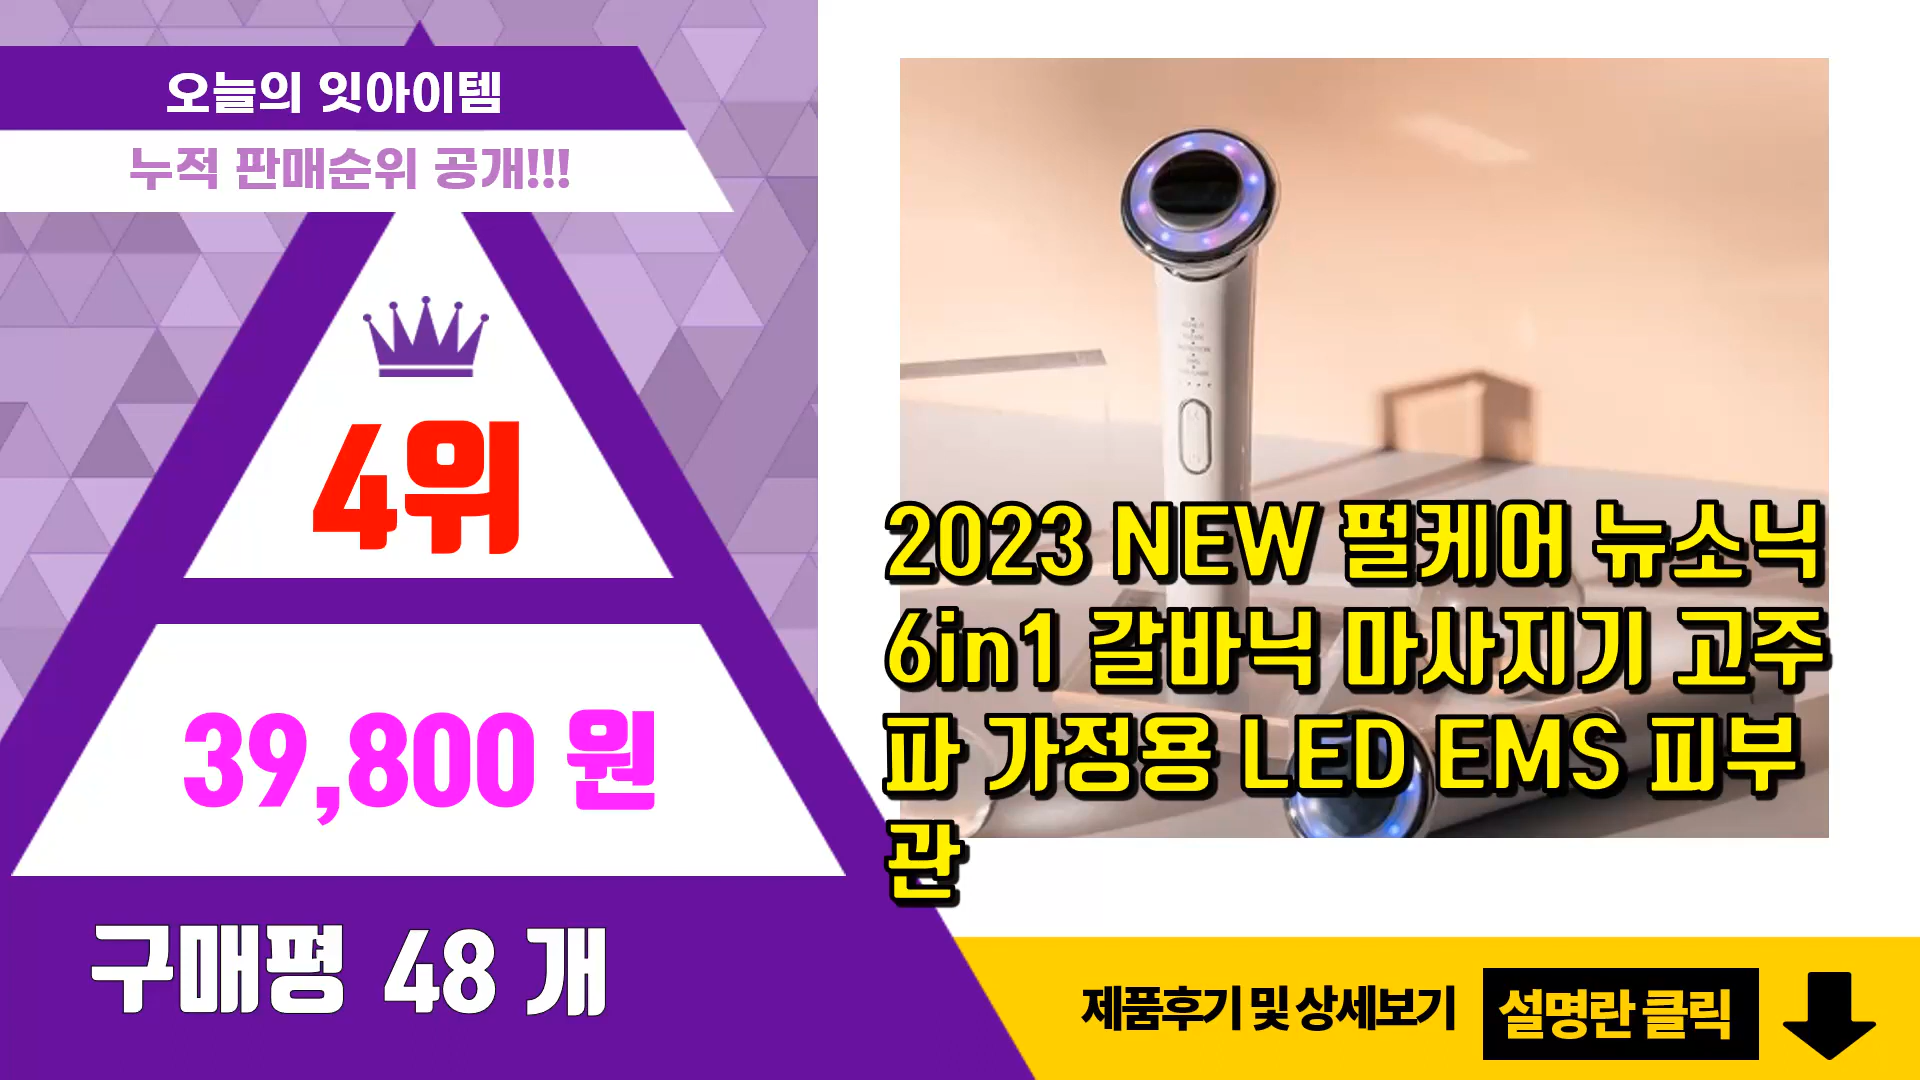 오늘의 잇아이템
누적 판매순위 공개!!!
4위
39,800 원
구매평 48 개
2023 NEW 펄케어 뉴소닉
6in1 갈바닉 마사지기 고주
파 가정용 LED EMS 피부
관
제품후기 및 상세보기
설명란 클릭